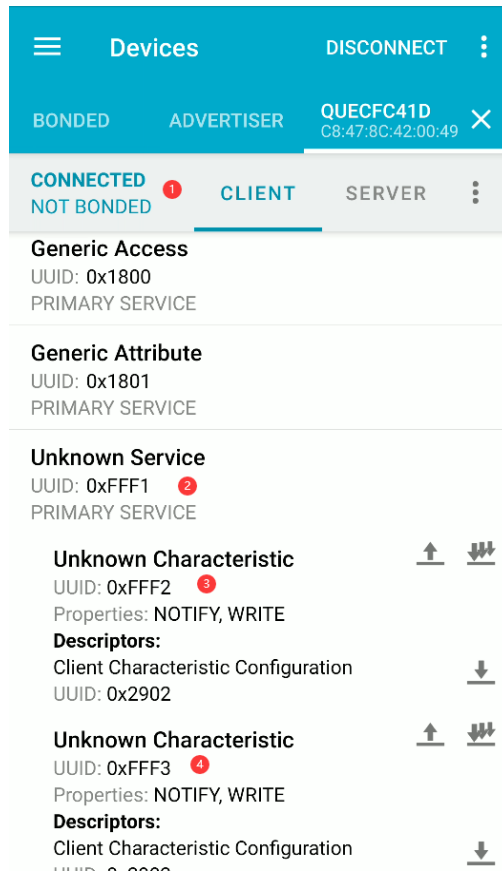 Devices DISCONNECT
BONDED ADVERTISER QUECFC41D
C8:47:8C:42:00:49
CONNECTED
NOT BONDED 1 CLIENT SERVER
Generic Access
UUID: 0x1800
PRIMARY SERVICE
Generic Attribute
UUID: 0x1801
PRIMARY SERVICE
Unknown Service
UUID: 0xFFF1 2
PRIMARY SERVICE
Unknown Characteristic
UUID: 0xFFF2 3
Properties: NOTIFY, WRITE
Descriptors:
Client Characteristic Configuration
UUID: 0x2902
Unknown Characteristic
UUID: 0xFFF3 4
Properties: NOTIFY, WRITE
Descriptors:
Client Characteristic Configuration